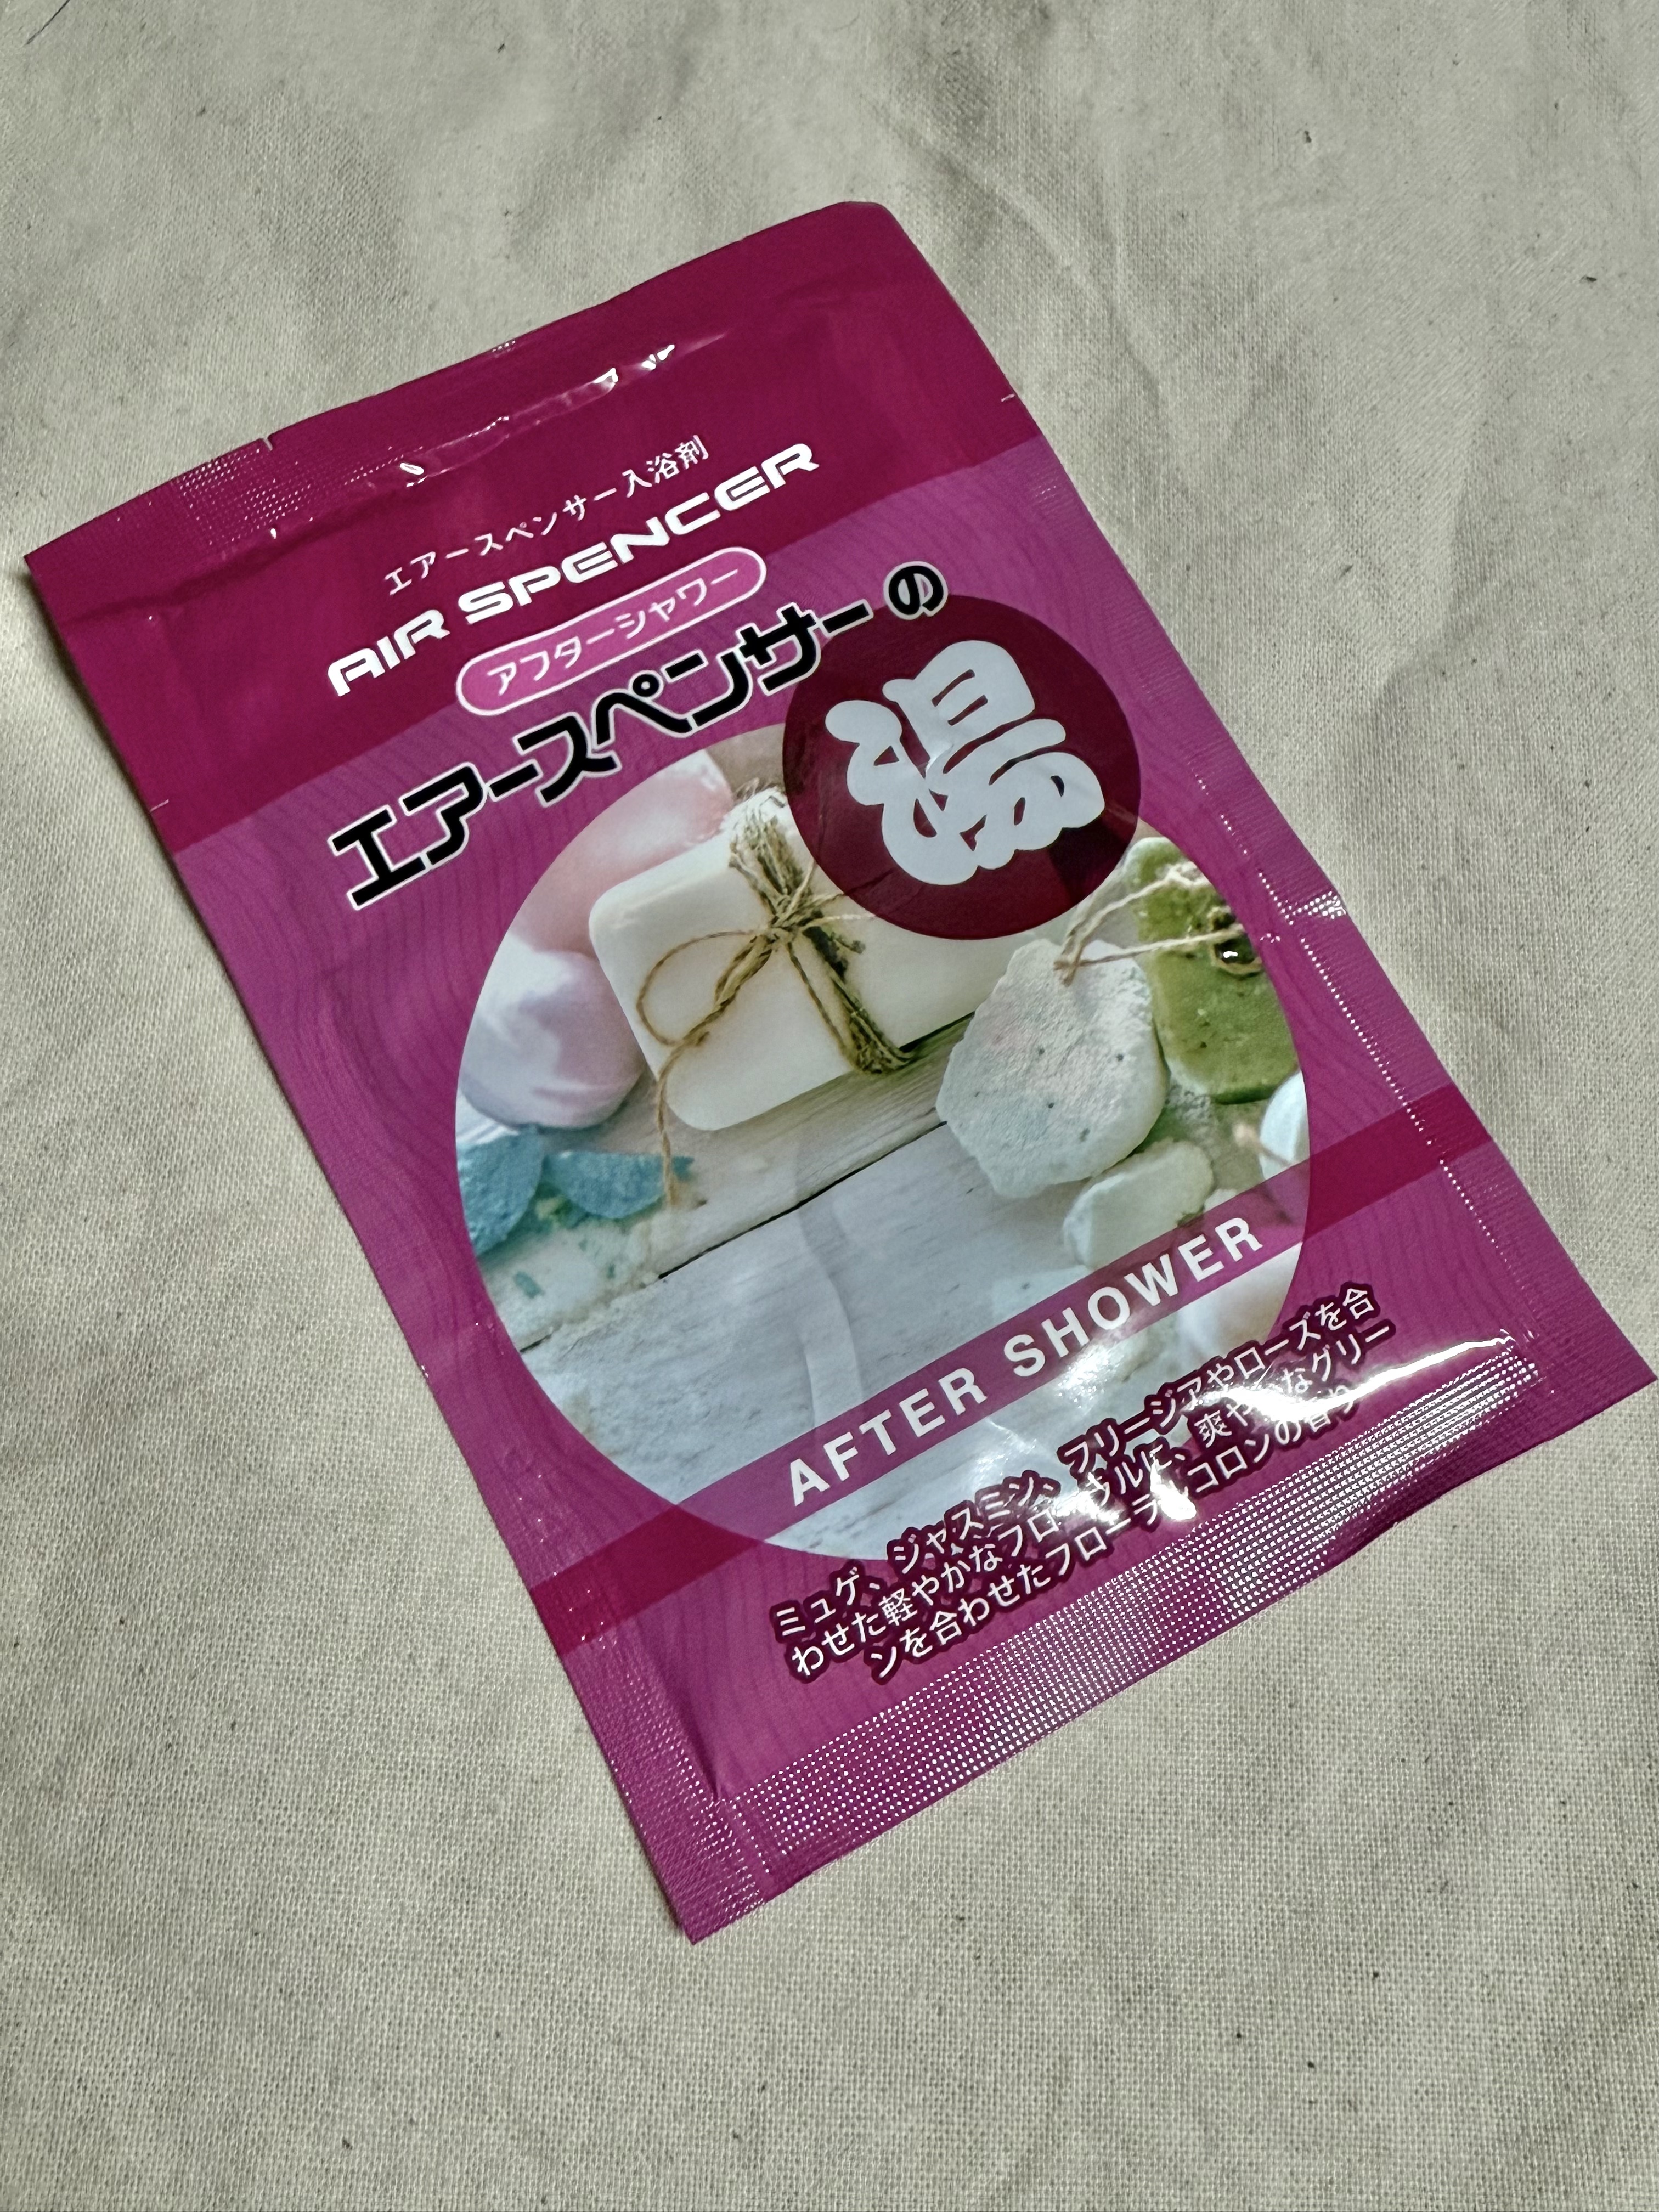 エアースペンサー入浴剤
AIR SPENCER
アフターシャワー
エアースペンサーの
湯
AFTER SHOWER
ミュゲ、ジャスミン、フリージアやローズを合
わせた軽やかなフローラルに、爽やかなグリー
ンを合わせたフローラルコロンの香り